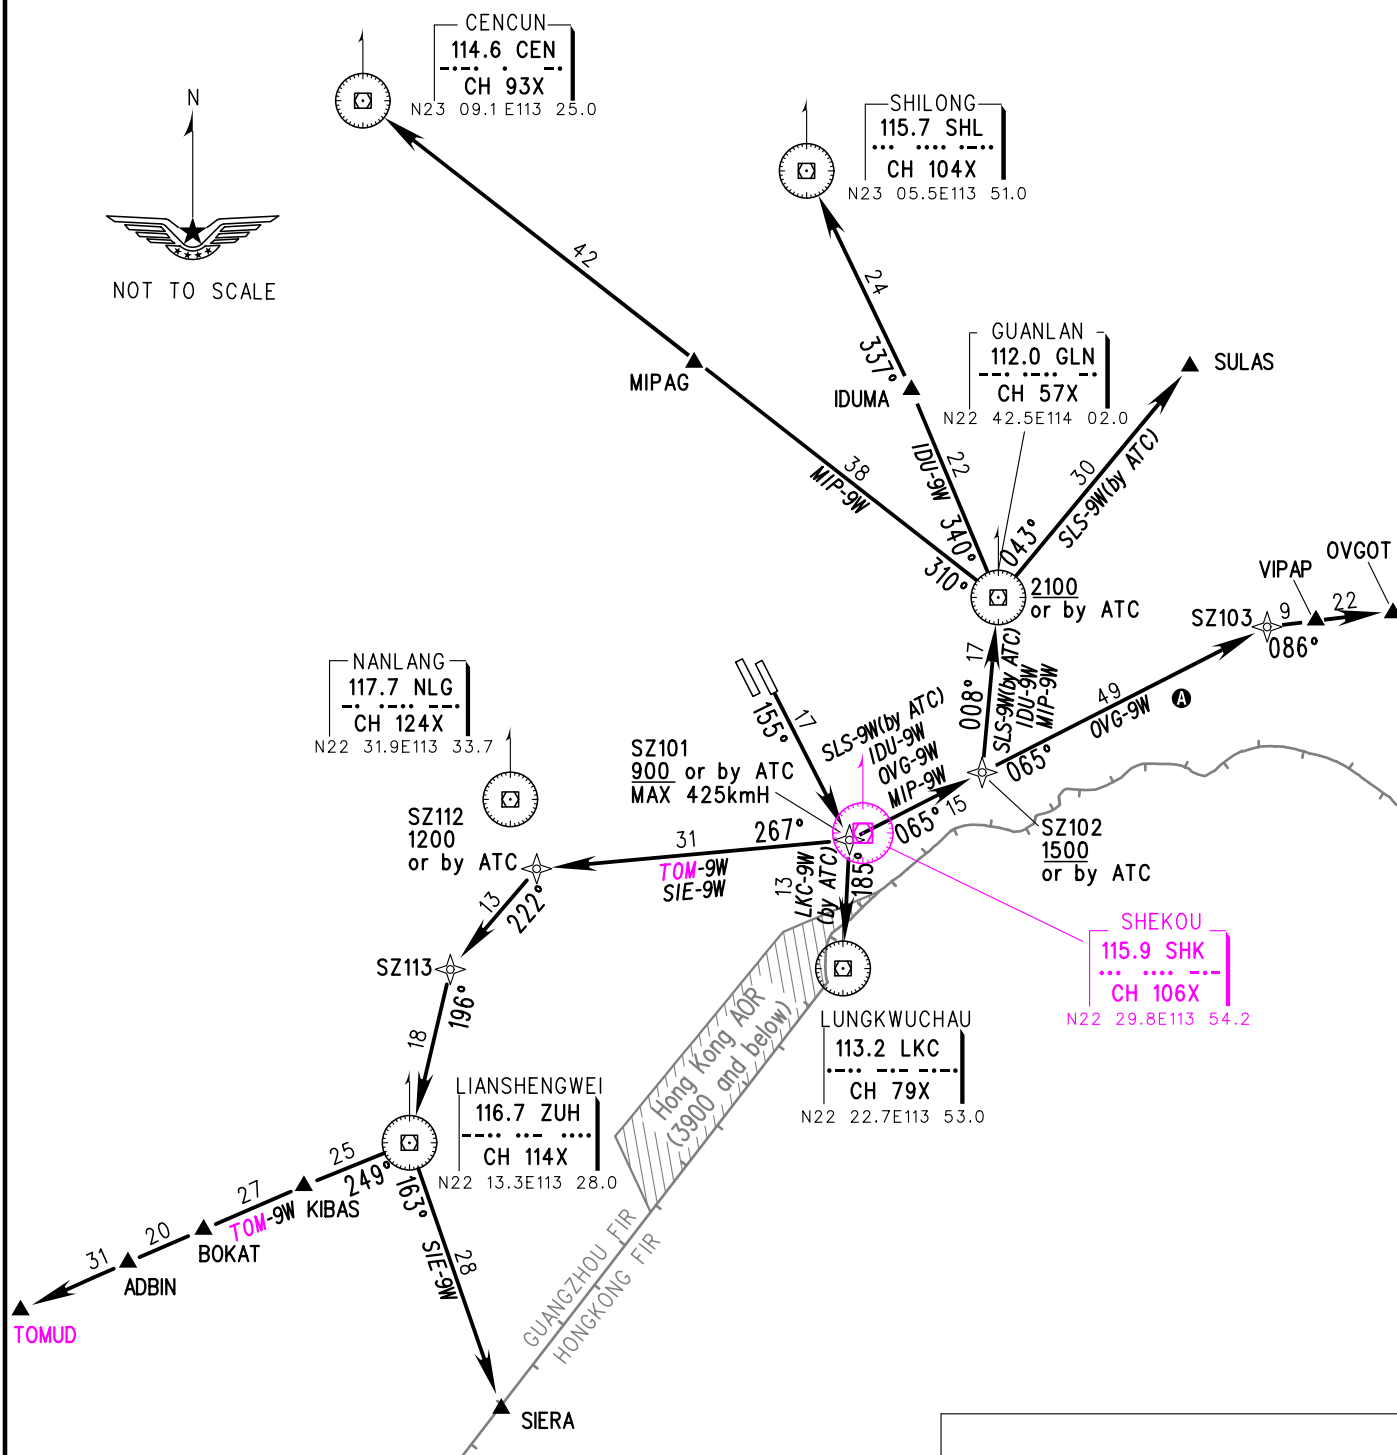 CENCUN
114.6 CEN
CH 93X
N23 09.1 E113 25.0
N
NOT TO SCALE
SHILONG
115.7 SHL
CH 104X
N23 05.5E113 51.0
42
24
337°
MIPAG
IDUMA
GUANLAN
112.0 GLN
CH 57X
N22 42.5E114 02.0
SULAS
38
MIP-9W
22
IDU-9W
30
SLS-9W(by ATC)
340°
310°
043°
2100
or by ATC
OVGOT
VIPAP
SZ103
9
22
086°
NANLANG
117.7 NLG
CH 124X
N22 31.9E113 33.7
17
155°
17
008°
SLS-9W(by ATC)
IDU-9W
MIP-9W
49
OVG-9W
A
065°
SZ101
900 or by ATC
MAX 425kmH
SLS-9W(by ATC)
IDU-9W
OVG-9W
MIP-9W
15
065°
SZ102
1500
or by ATC
SZ112
1200
or by ATC
31
267°
TOM-9W
SIE-9W
13
LKC-9W
(by ATC)
185°
13
222°
SZ113
SHEKOU
115.9 SHK
CH 106X
N22 29.8E113 54.2
196°
18
Hong Kong AOR
(3900 and below)
LUNGKWUCHAU
113.2 LKC
CH 79X
N22 22.7E113 53.0
LIANSHENGWEI
116.7 ZUH
CH 114X
N22 13.3E113 28.0
25
249°
163°
27
TOM-9W
KIBAS
20
BOKAT
31
ADBIN
TOMUD
28
SIE-9W
GUANGZHOU FIR
HONGKONG FIR
SIERA